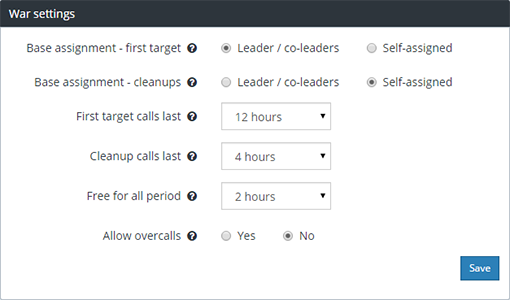 War settings
Base assignment - first target ? Leader / co-leaders Self-assigned
Base assignment - cleanups ? Leader / co-leaders Self-assigned
First target calls last ? 12 hours
Cleanup calls last ? 4 hours
Free for all period ? 2 hours
Allow overcalls ? Yes No
Save